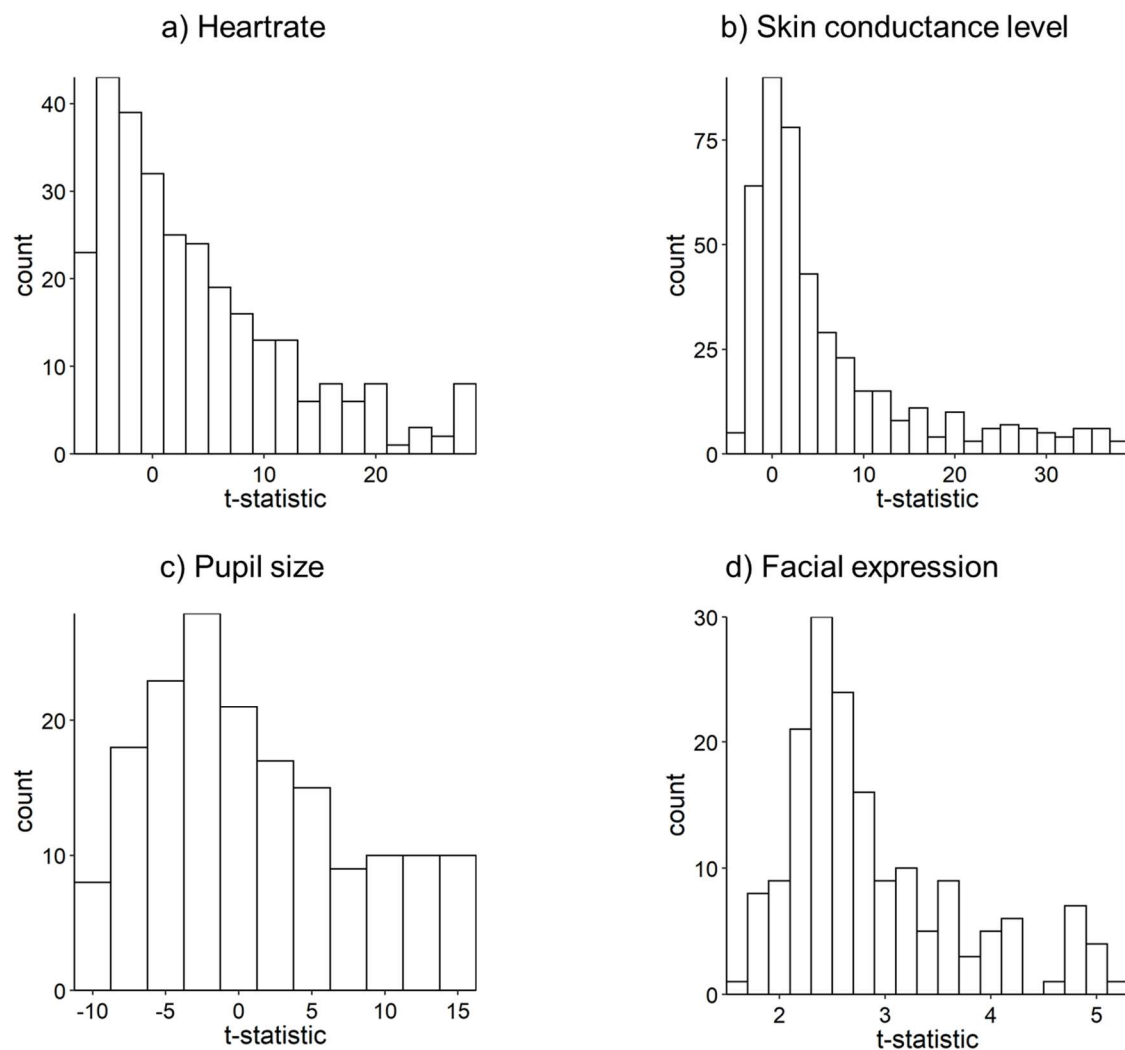 a) Heartrate
count
40
30
20
10
0
0 10 20
t-statistic
b) Skin conductance level
count
75
50
25
0
0 10 20 30
t-statistic
c) Pupil size
count
20
10
0
-10 -5 0 5 10 15
t-statistic
d) Facial expression
count
30
20
10
0
2 3 4 5
t-statistic